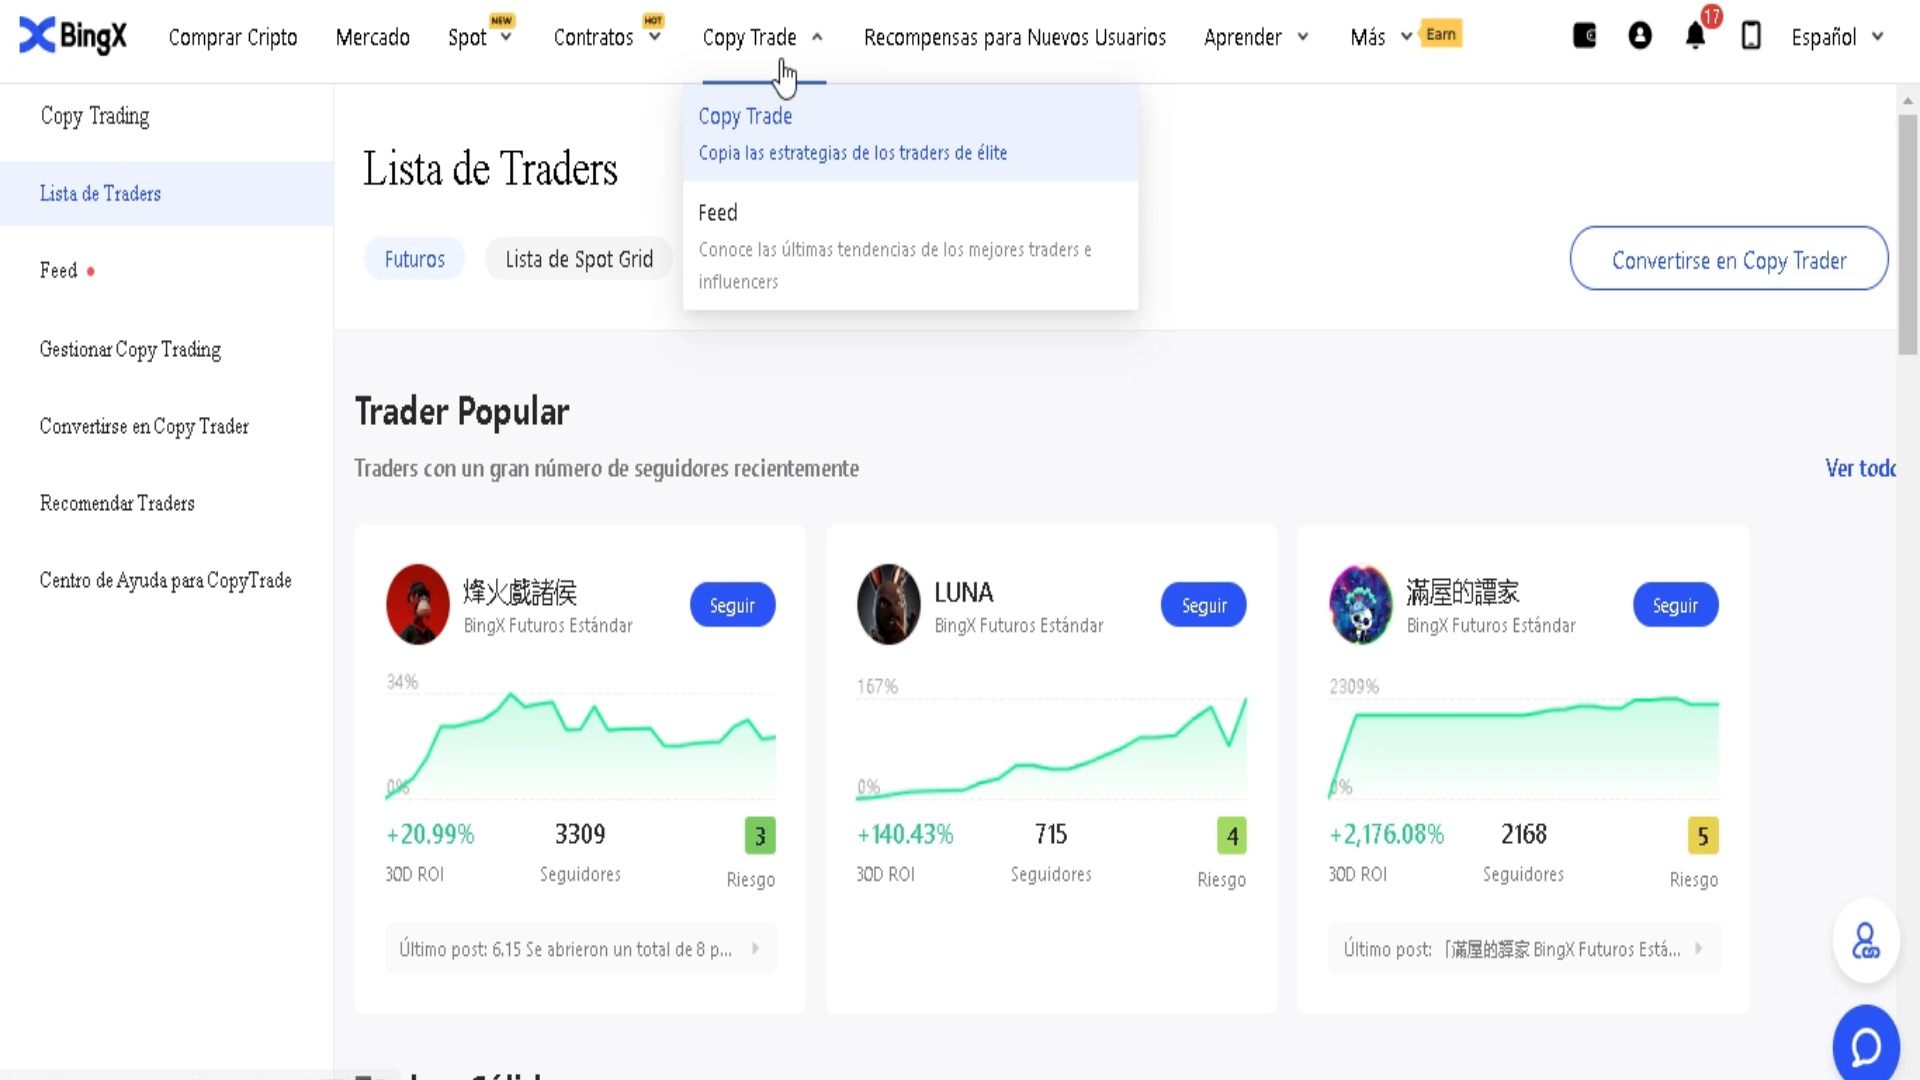 BingX
Comprar Cripto
Mercado
Spot
NEW
Contratos
HOT
Copy Trade
Recompensas para Nuevos Usuarios
Aprender
Más
Earn
17
Español
Copy Trading
Lista de Traders
Feed
Gestionar Copy Trading
Convertirse en Copy Trader
Recomendar Traders
Centro de Ayuda para CopyTrade
Copy Trade
Copia las estrategias de los traders de élite
Feed
Conoce las últimas tendencias de los mejores traders e
influencers
Lista de Traders
Futuros
Lista de Spot Grid
Convertirse en Copy Trader
Trader Popular
Traders con un gran número de seguidores recientemente
Ver todo
烽火戲諸侯
BingX Futuros Estándar
Seguir
34%
0%
+20.99%
3309
3
30D ROI
Seguidores
Riesgo
Último post: 6.15 Se abrieron un total de 8 p...
LUNA
BingX Futuros Estándar
Seguir
167%
0%
+140.43%
715
4
30D ROI
Seguidores
Riesgo
滿屋的譚家
BingX Futuros Estándar
Seguir
2309%
0%
+2,176.08%
2168
5
30D ROI
Seguidores
Riesgo
Último post: 「滿屋的譚家 BingX Futuros Está...